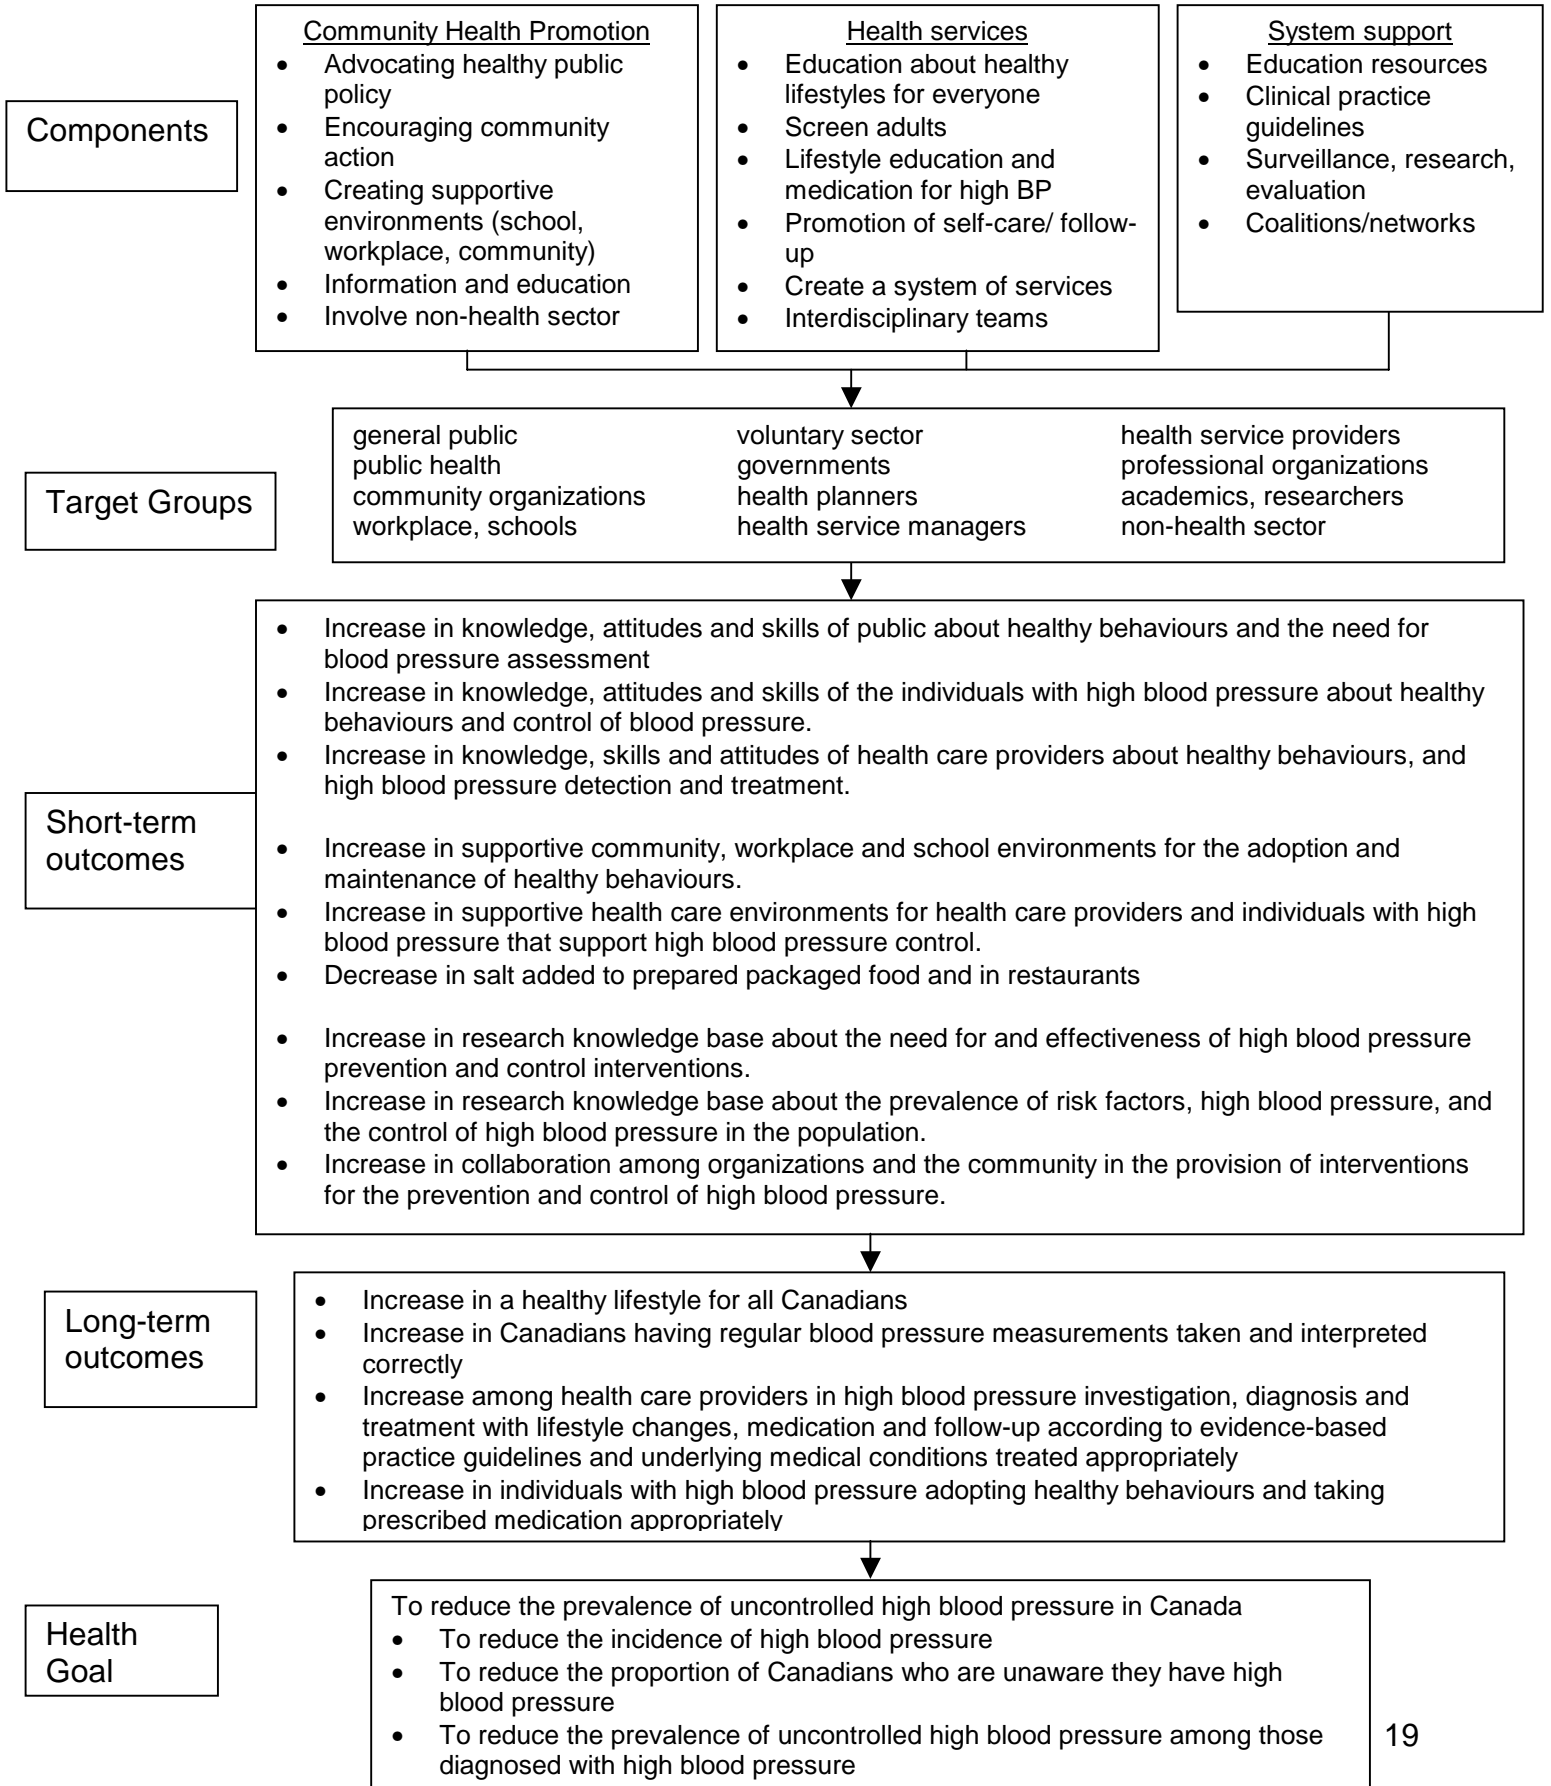 Components
Community Health Promotion
• Advocating healthy public
policy
• Encouraging community
action
• Creating supportive
environments (school,
workplace, community)
• Information and education
• Involve non-health sector
Health services
• Education about healthy
lifestyles for everyone
• Screen adults
• Lifestyle education and
medication for high BP
• Promotion of self-care/ follow-
up
• Create a system of services
• Interdisciplinary teams
System support
• Education resources
• Clinical practice
guidelines
• Surveillance, research,
evaluation
• Coalitions/networks
Target Groups
general public
public health
community organizations
workplace, schools
voluntary sector
governments
health planners
health service managers
health service providers
professional organizations
academics, researchers
non-health sector
Short-term
outcomes
• Increase in knowledge, attitudes and skills of public about healthy behaviours and the need for
blood pressure assessment
• Increase in knowledge, attitudes and skills of the individuals with high blood pressure about healthy
behaviours and control of blood pressure.
• Increase in knowledge, skills and attitudes of health care providers about healthy behaviours, and
high blood pressure detection and treatment.
• Increase in supportive community, workplace and school environments for the adoption and
maintenance of healthy behaviours.
• Increase in supportive health care environments for health care providers and individuals with high
blood pressure that support high blood pressure control.
• Decrease in salt added to prepared packaged food and in restaurants
• Increase in research knowledge base about the need for and effectiveness of high blood pressure
prevention and control interventions.
• Increase in research knowledge base about the prevalence of risk factors, high blood pressure, and
the control of high blood pressure in the population.
• Increase in collaboration among organizations and the community in the provision of interventions
for the prevention and control of high blood pressure.
Long-term
outcomes
• Increase in a healthy lifestyle for all Canadians
• Increase in Canadians having regular blood pressure measurements taken and interpreted
correctly
• Increase among health care providers in high blood pressure investigation, diagnosis and
treatment with lifestyle changes, medication and follow-up according to evidence-based
practice guidelines and underlying medical conditions treated appropriately
• Increase in individuals with high blood pressure adopting healthy behaviours and taking
prescribed medication appropriately
Health
Goal
To reduce the prevalence of uncontrolled high blood pressure in Canada
• To reduce the incidence of high blood pressure
• To reduce the proportion of Canadians who are unaware they have high
blood pressure
• To reduce the prevalence of uncontrolled high blood pressure among those
diagnosed with high blood pressure
19